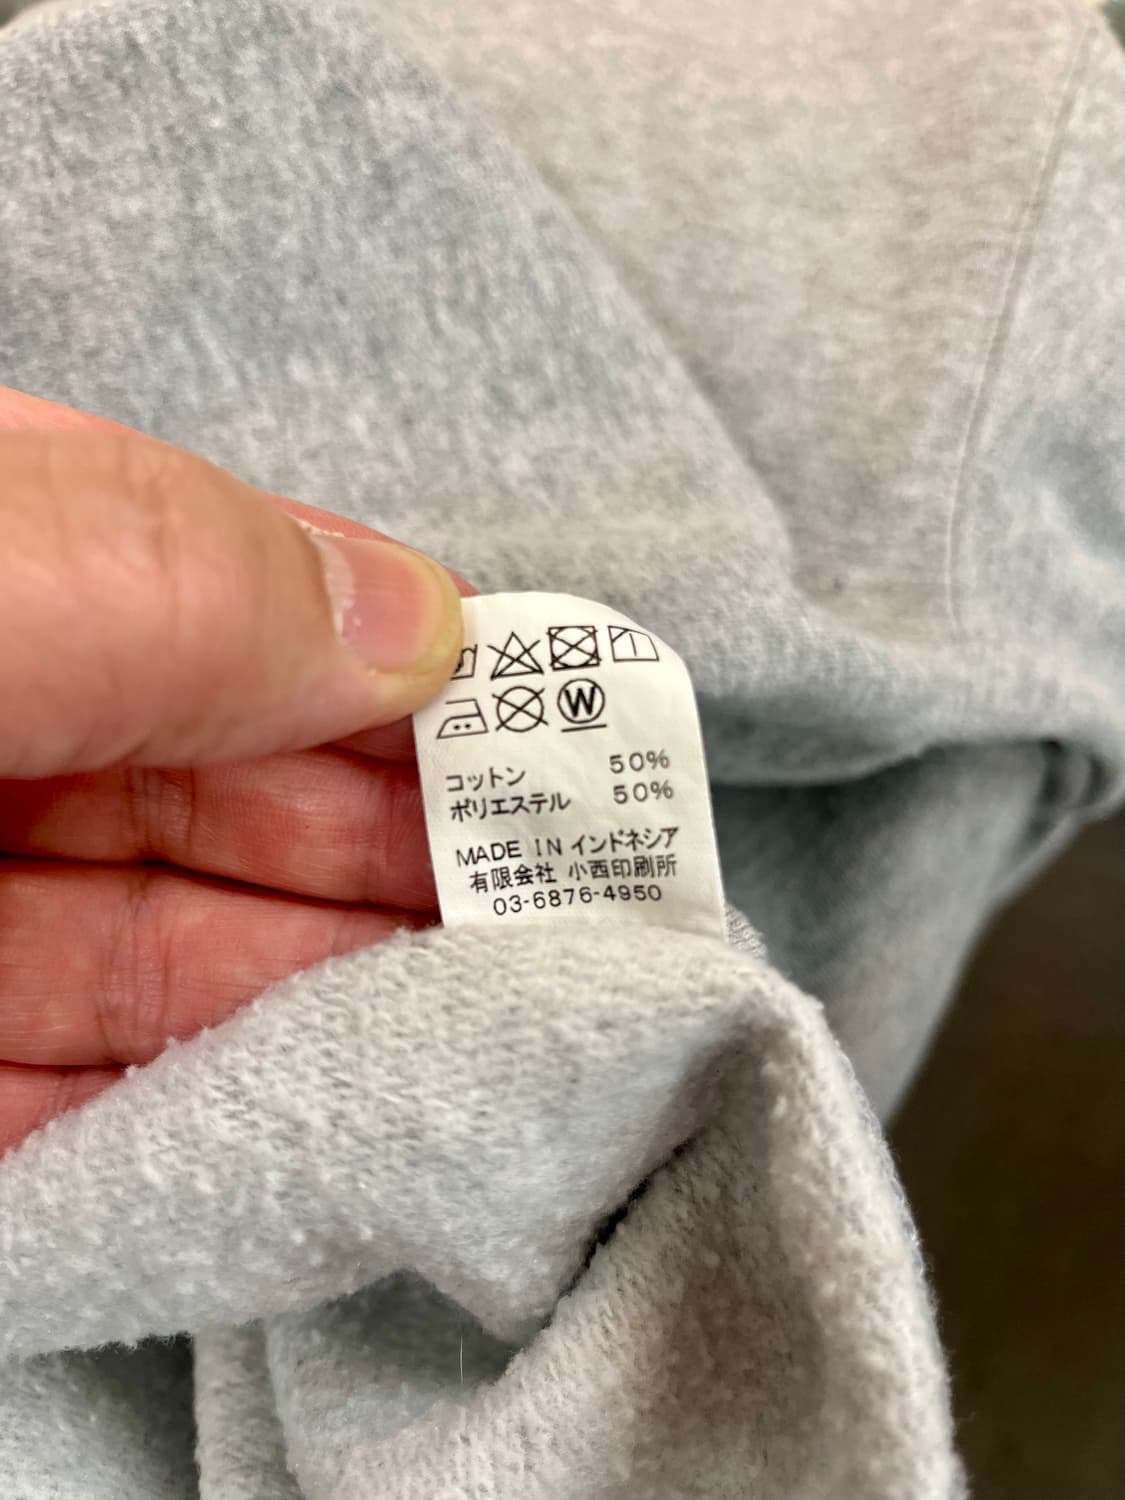 W
コットン 50%
ポリエステル 50%
MADE IN インドネシア
有限会社 小西印刷所
03-6876-4950